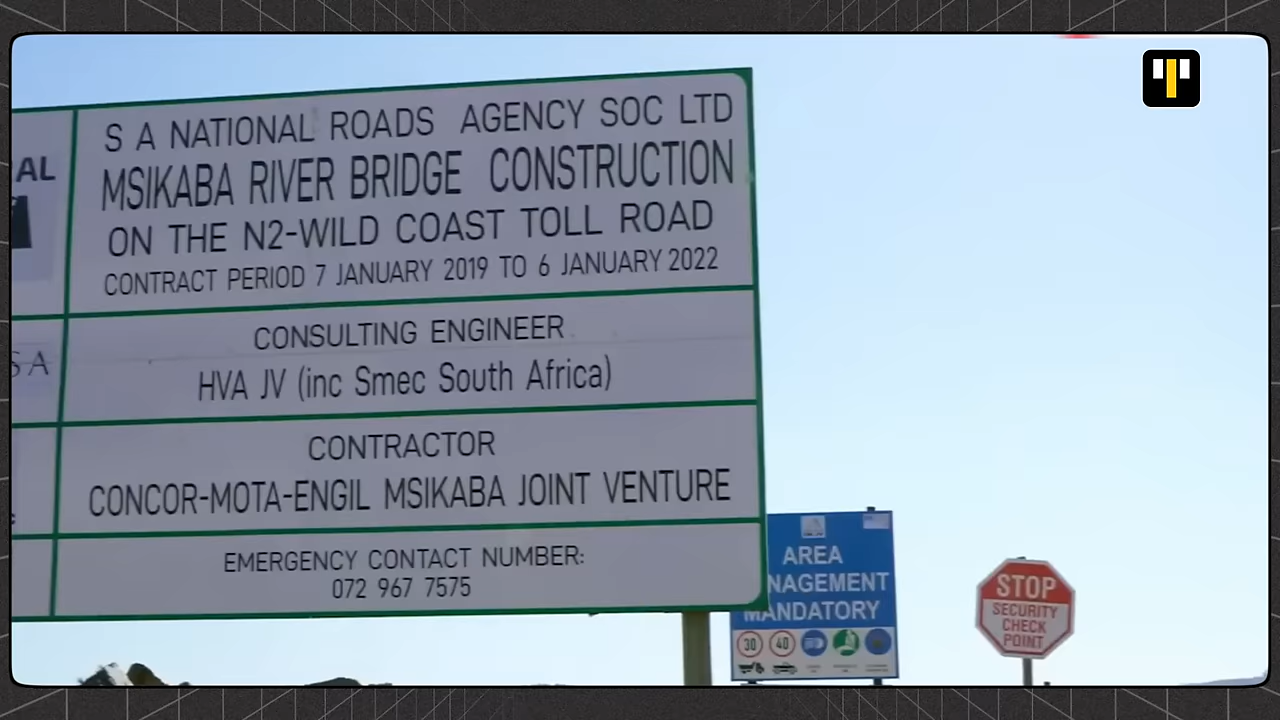 AL
S A NATIONAL ROADS AGENCY SOC LTD
MSIKABA RIVER BRIDGE CONSTRUCTION
ON THE N2-WILD COAST TOLL ROAD
CONTRACT PERIOD 7 JANUARY 2019 TO 6 JANUARY 2022
S A
CONSULTING ENGINEER
HVA JV (inc Smec South Africa)
CONTRACTOR
CONCOR-MOTA-ENGIL MSIKABA JOINT VENTURE
EMERGENCY CONTACT NUMBER:
072 967 7575
AREA
NAGEMENT
MANDATORY
30 40
STOP
SECURITY
CHECK
POINT